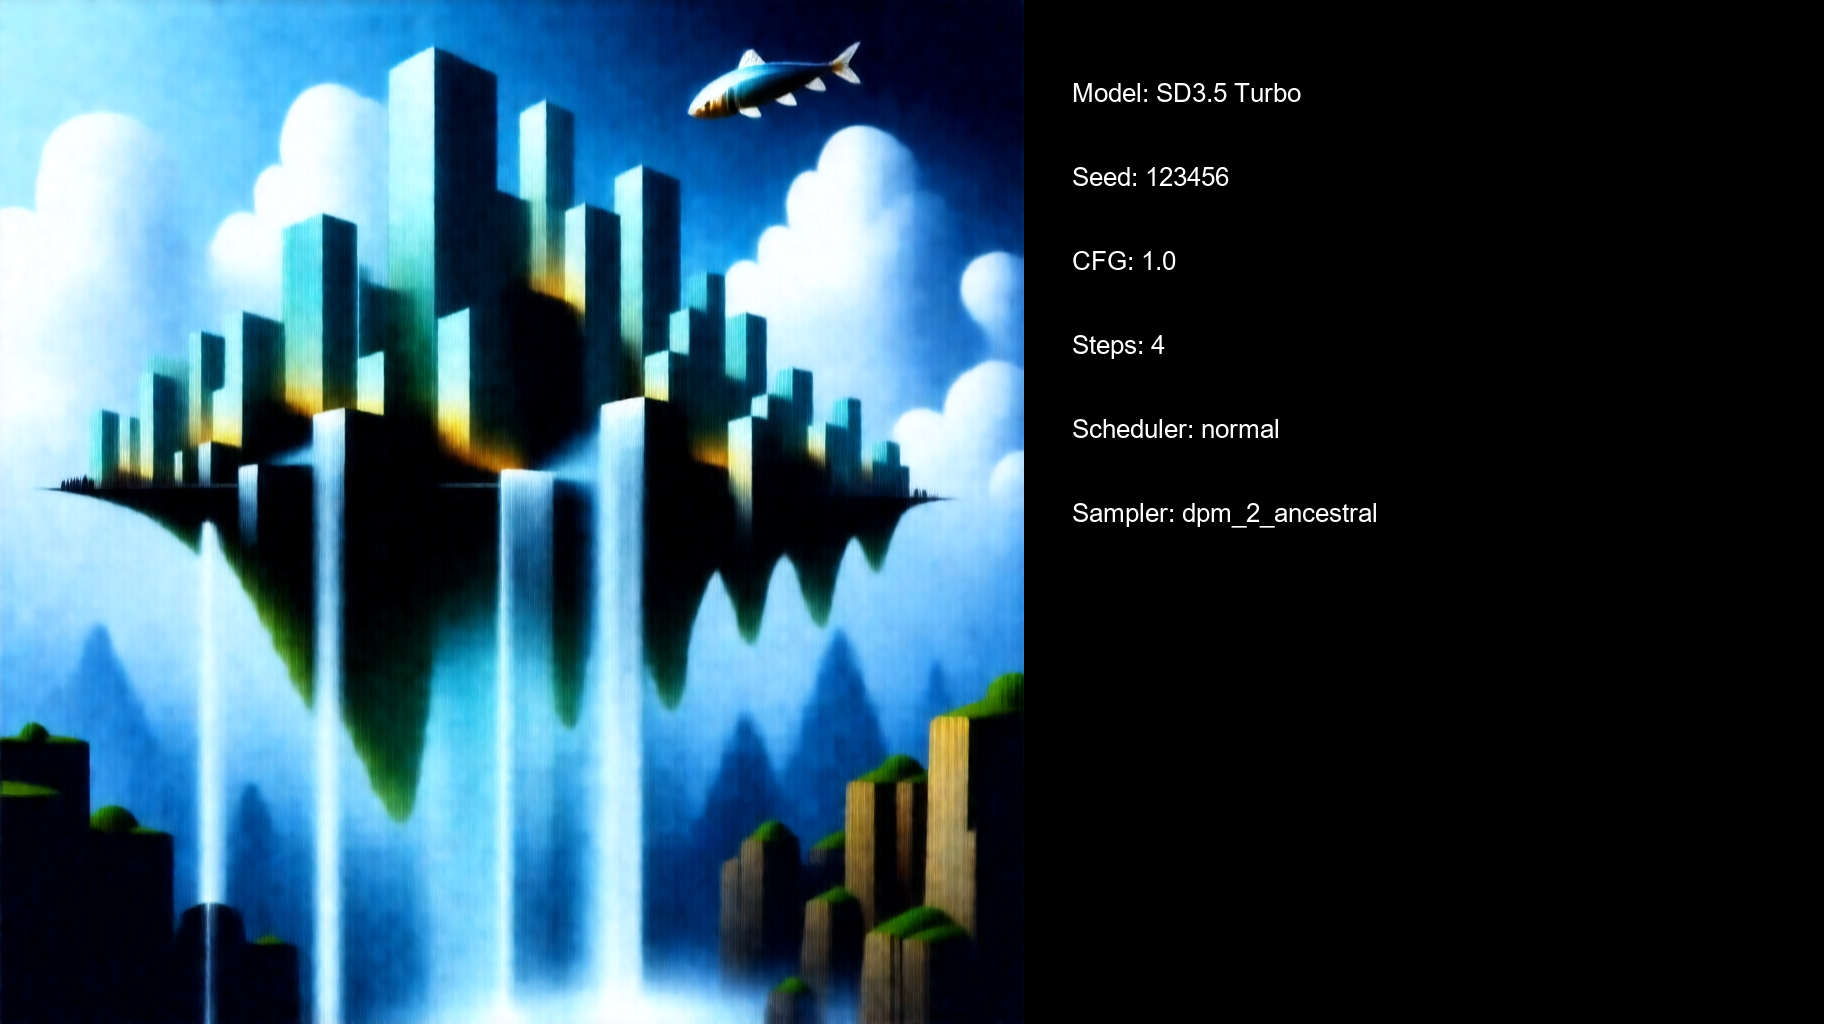 Model: SD3.5 Turbo
Seed: 123456
CFG: 1.0
Steps: 4
Scheduler: normal
Sampler: dpm_2_ancestral